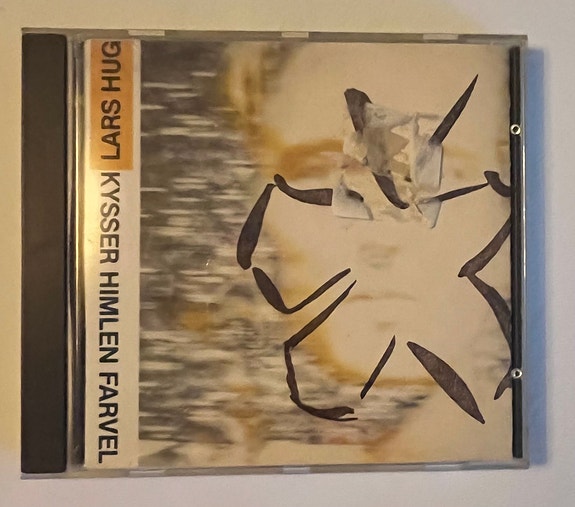 LARS HUG
KYSSER HIMLEN FARVEL